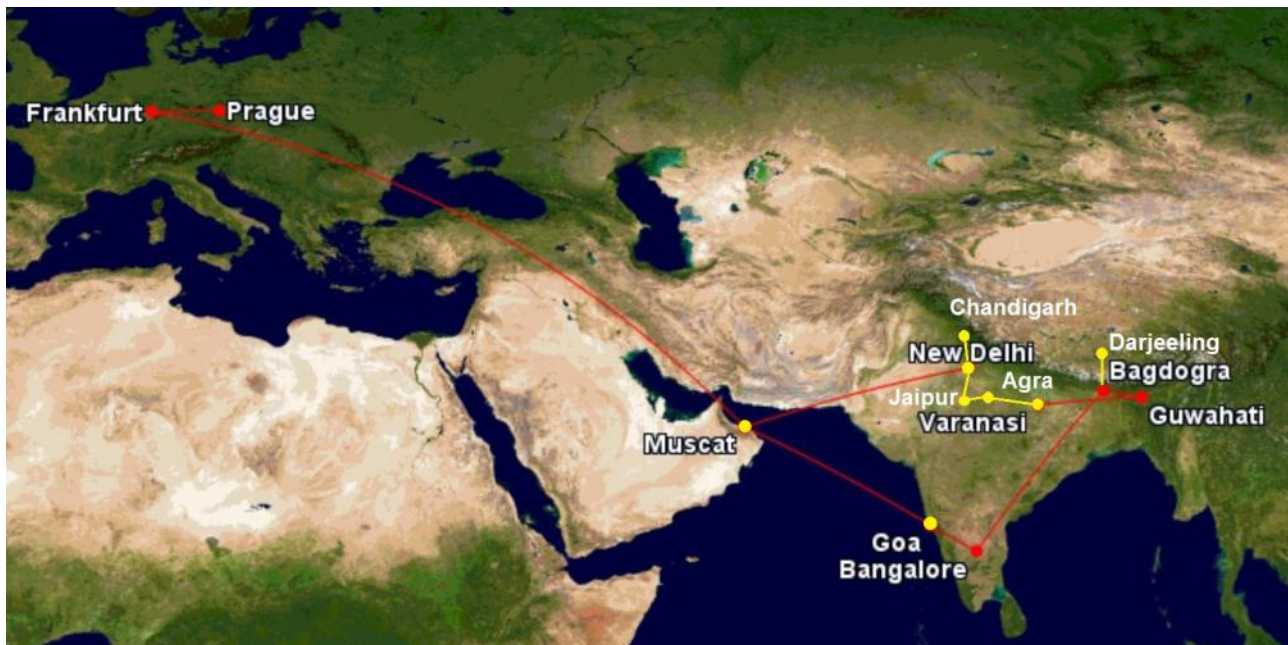 Frankfurt
Prague
Chandigarh
New Delhi
Darjeeling
Bagdogra
Agra
Jaipur
Varanasi
Guwahati
Muscat
Goa
Bangalore